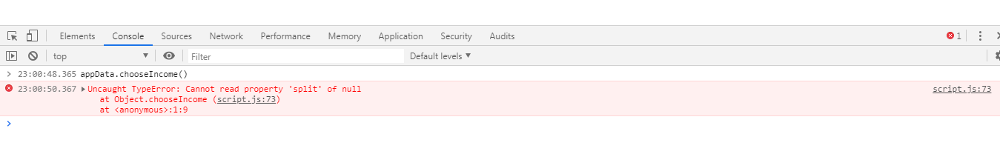 Elements Console Sources Network Performance Memory Application Security Audits 1
top Filter Default levels
23:00:48.365 appData.chooseIncome()
23:00:50.367 Uncaught TypeError: Cannot read property 'split' of null script.js:73
at Object.chooseIncome (script.js:73)
at <anonymous>:1:9